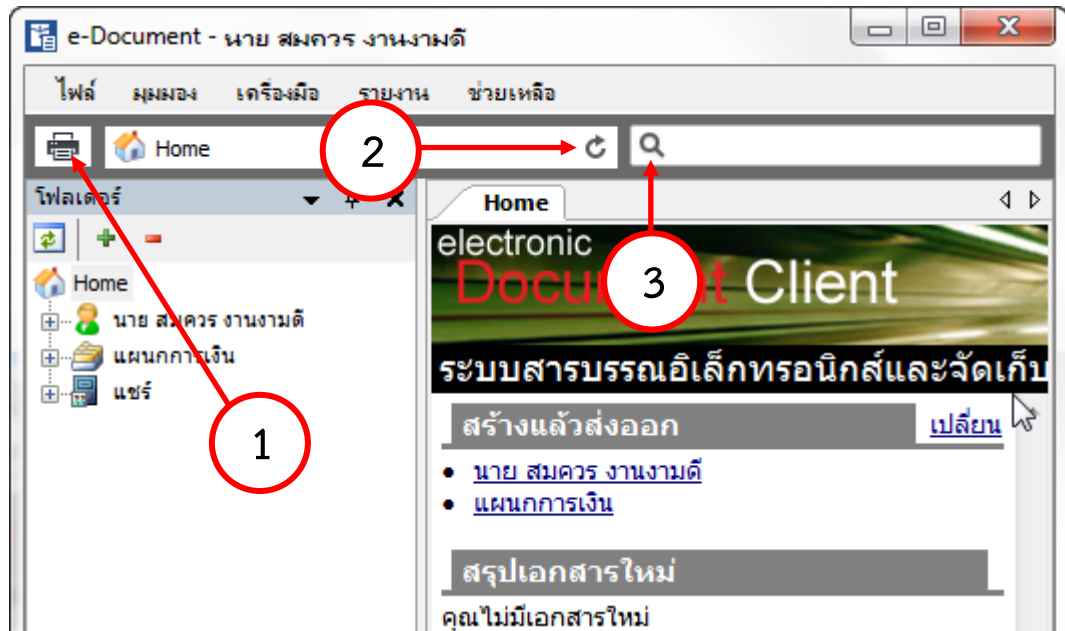 e-Document - นาย สมควร งานงามดี
ไฟล์ มุมมอง เครื่องมือ รายงาน ช่วยเหลือ
Home
2
โฟลเดอร์
Home
Home
นาย สมควร งานงามดี
แผนกการเงิน
แชร์
1
electronic
Client
3
ระบบสารบรรณอิเล็กทรอนิกส์และจัดเก็บ
สร้างแล้วส่งออก เปลี่ยน
นาย สมควร งานงามดี
แผนกการเงิน
สรุปเอกสารใหม่
คุณไม่มีเอกสารใหม่